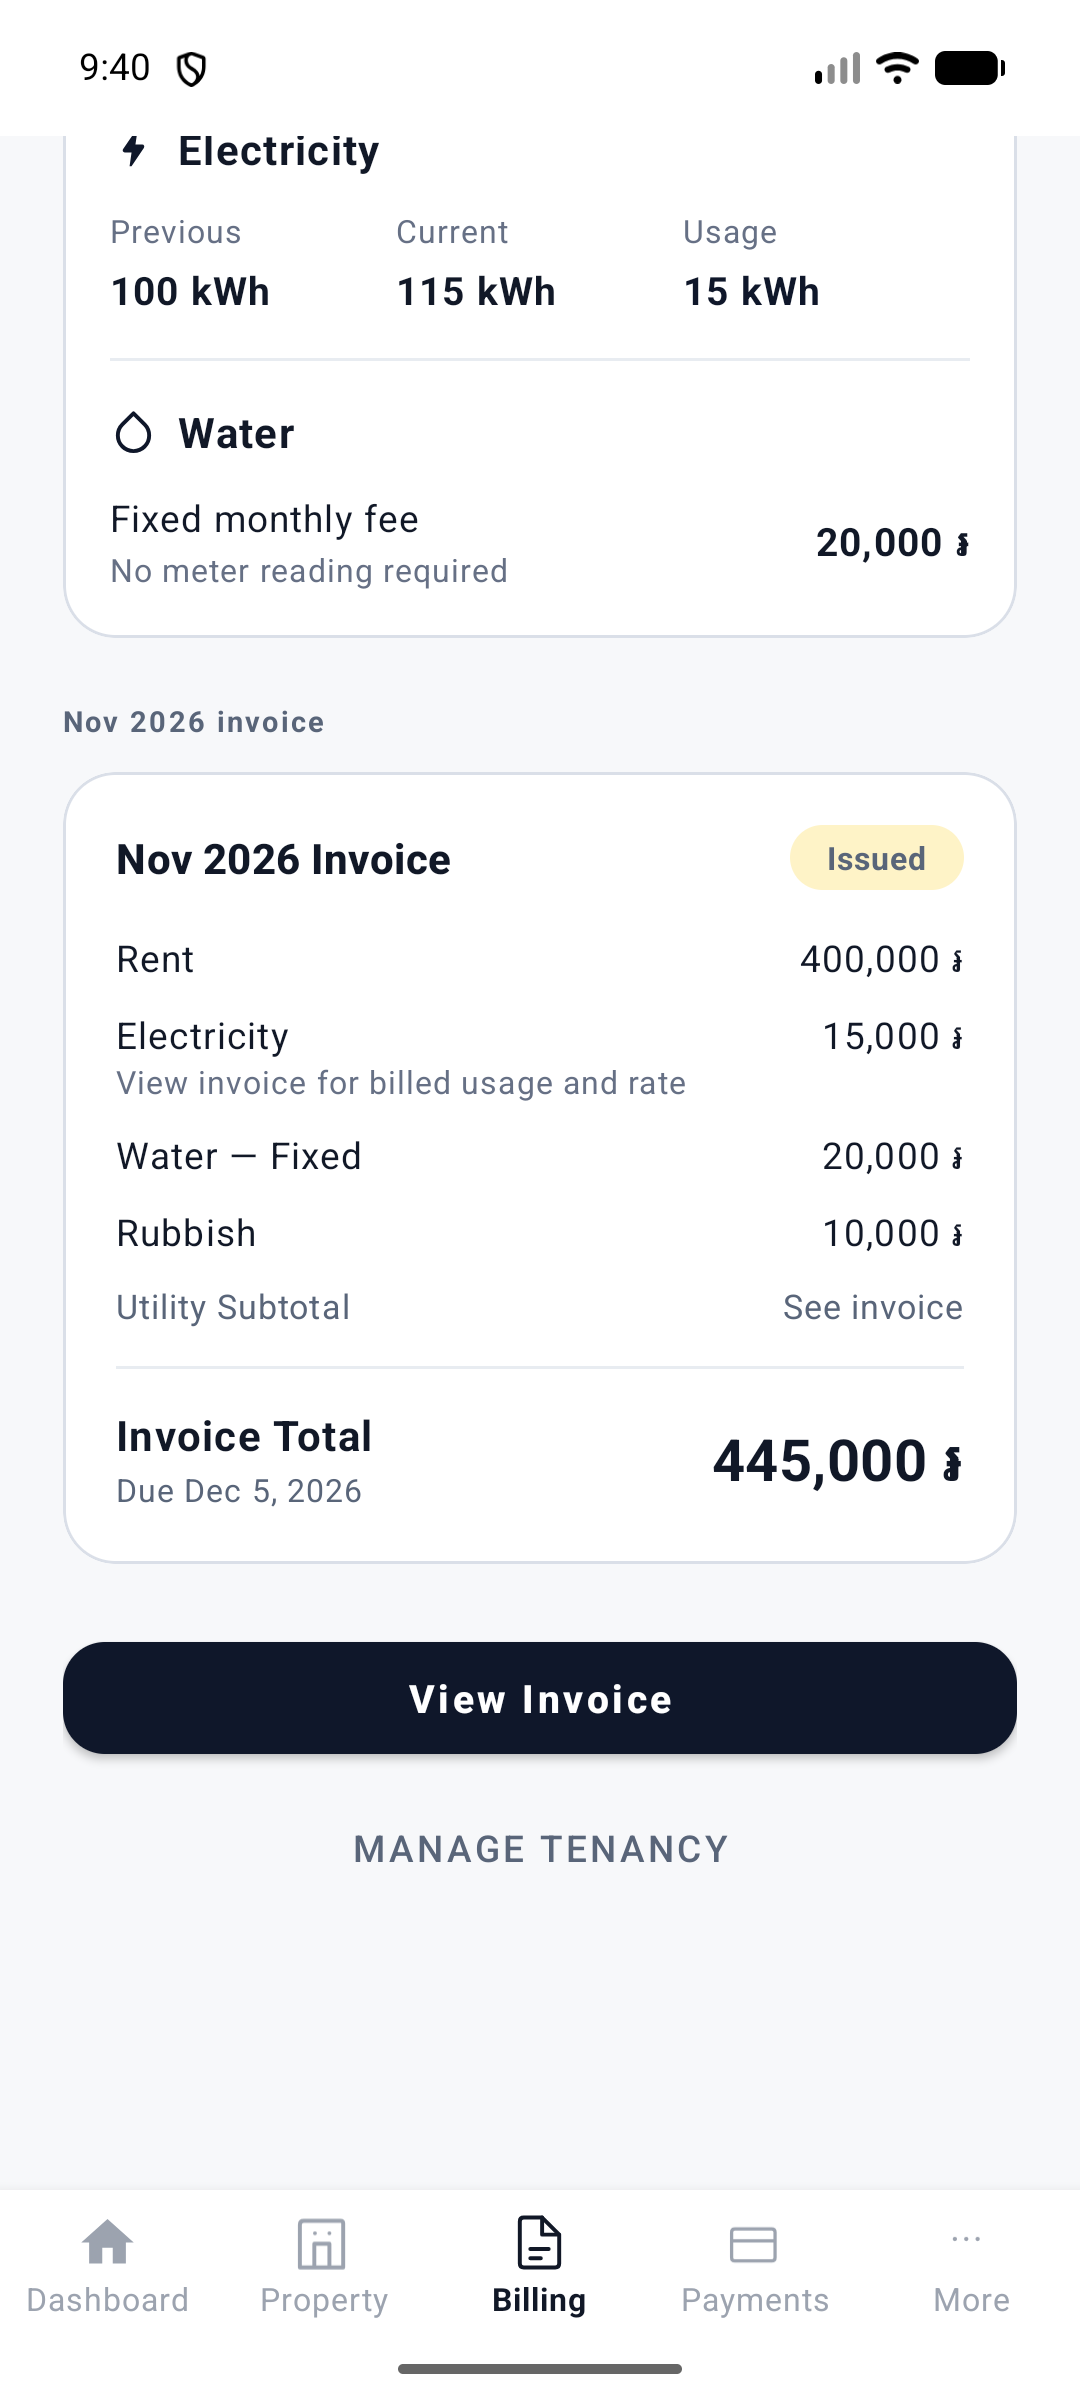 9:40
Electricity
Previous Current Usage
100 kWh 115 kWh 15 kWh
Water
Fixed monthly fee
20,000 ៛
No meter reading required
Nov 2026 invoice
Nov 2026 Invoice Issued
Rent 400,000 ៛
Electricity 15,000 ៛
View invoice for billed usage and rate
Water — Fixed 20,000 ៛
Rubbish 10,000 ៛
Utility Subtotal See invoice
Invoice Total 445,000 ៛
Due Dec 5, 2026
View Invoice
MANAGE TENANCY
Dashboard Property Billing Payments More